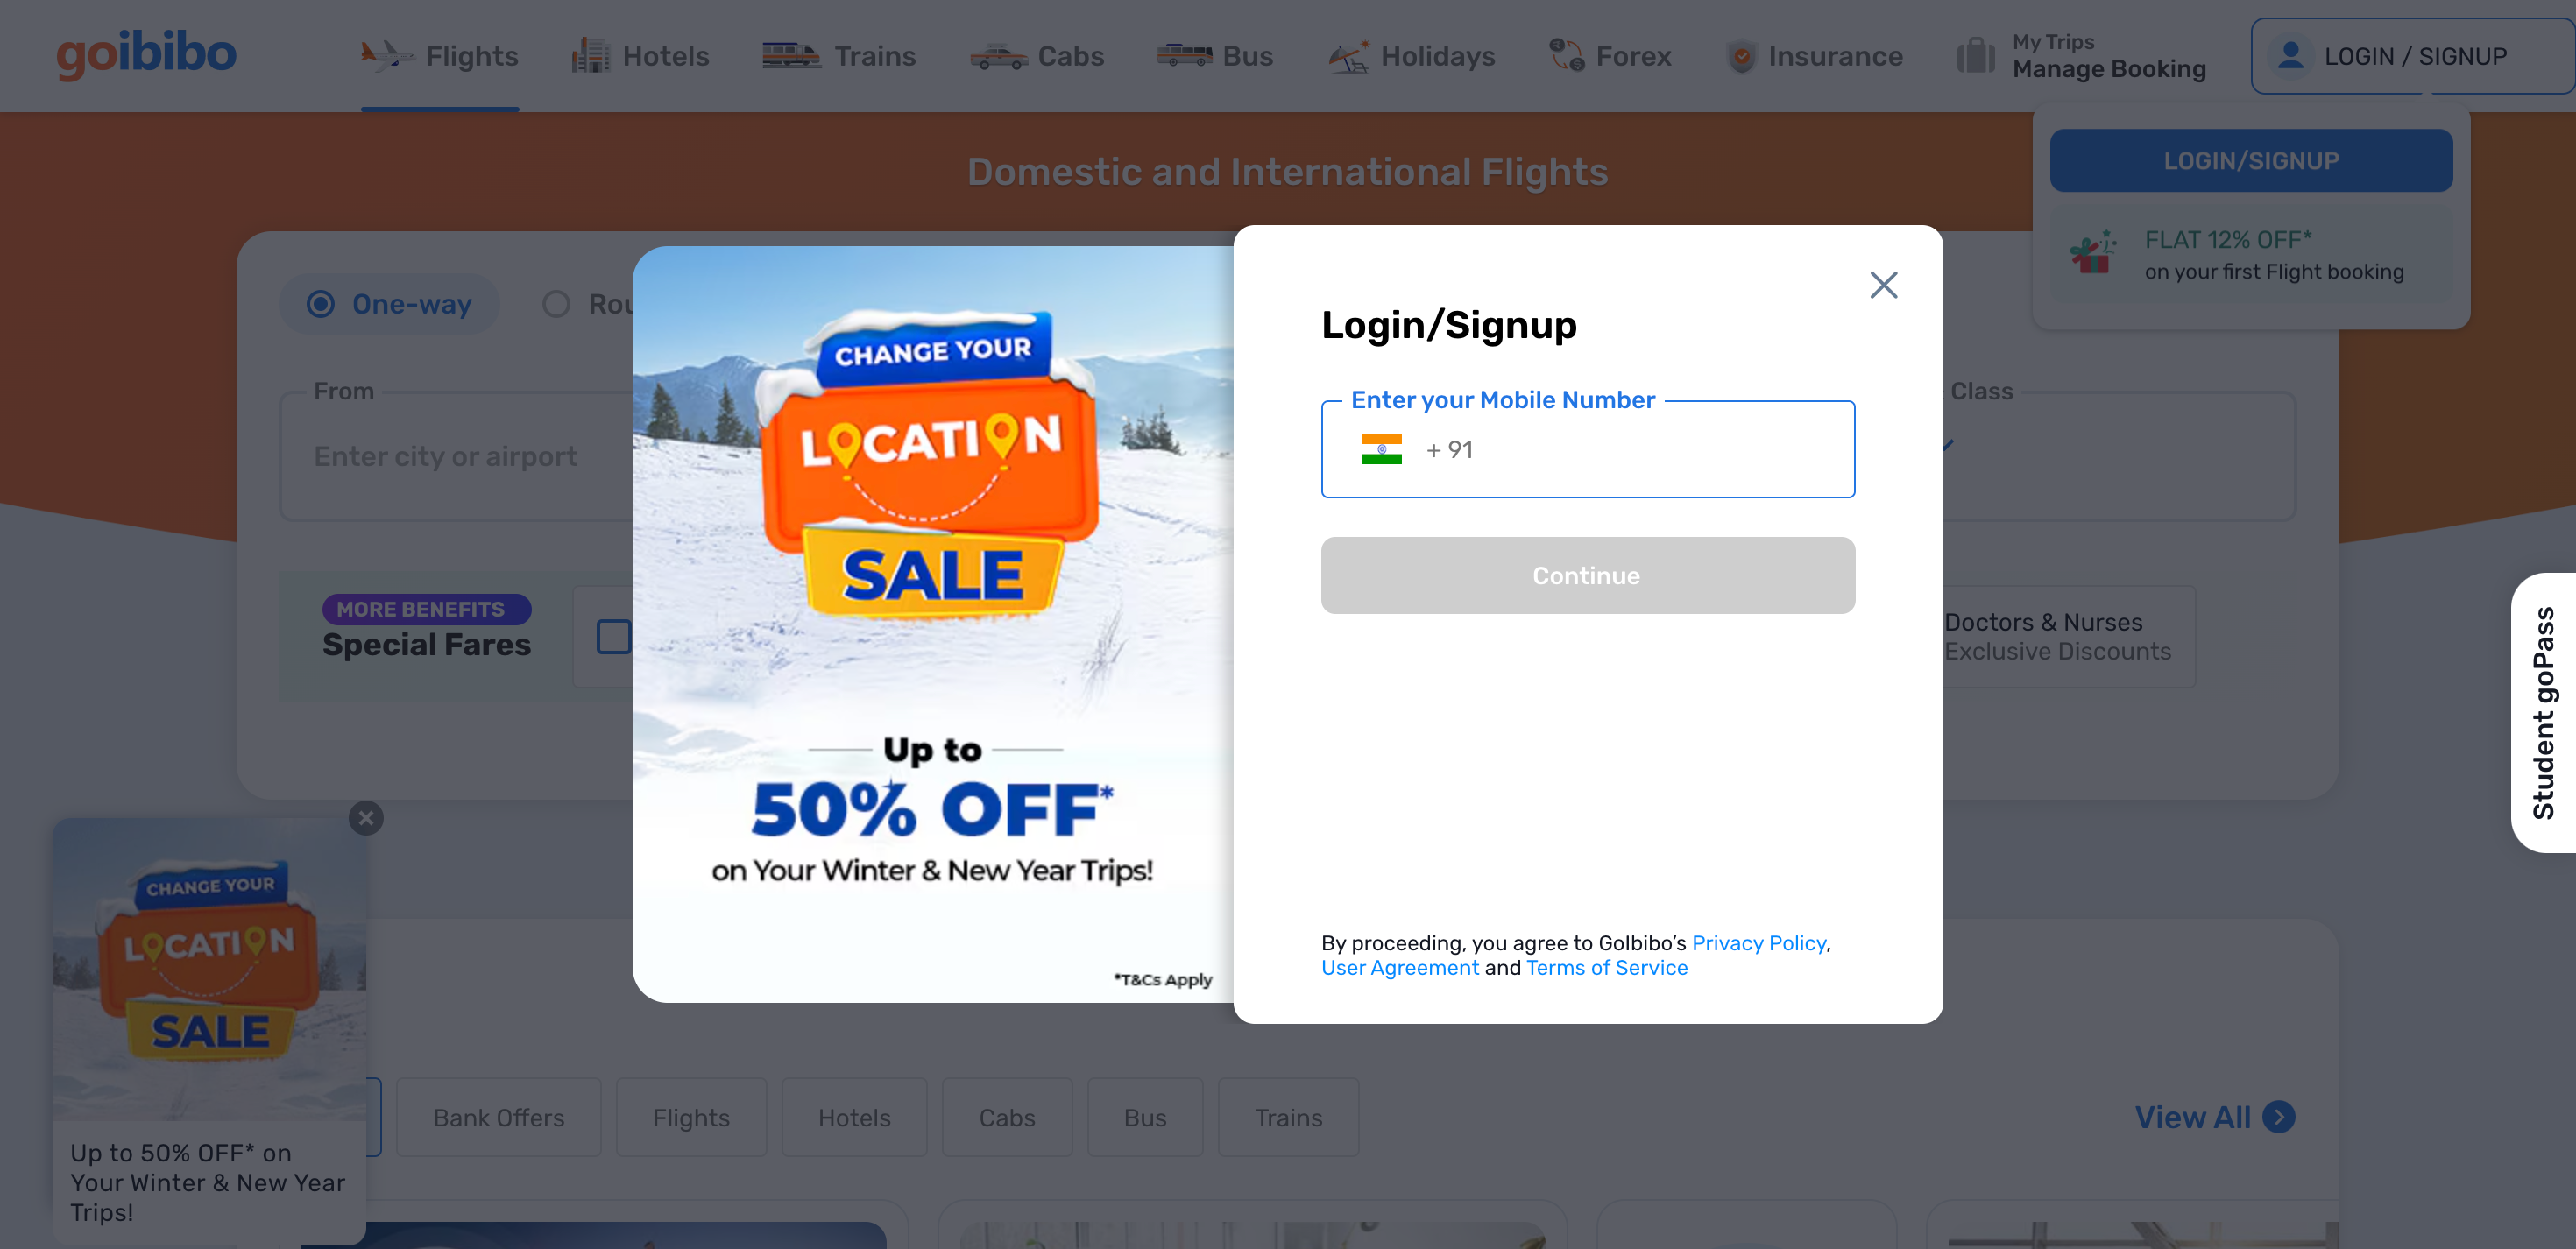 goibibo
Flights
Hotels
Trains
Cabs
Bus
Holidays
Forex
Insurance
My Trips
Manage Booking
LOGIN / SIGNUP
LOGIN/SIGNUP
FLAT 12% OFF*
on your first Flight booking
Domestic and International Flights
One-way
Rou
From
Enter city or airport
Class
MORE BENEFITS
Special Fares
Doctors & Nurses
Exclusive Discounts
CHANGE YOUR
LOCATION
SALE
Up to
50% OFF*
on Your Winter & New Year Trips!
*T&Cs Apply
Login/Signup
Enter your Mobile Number
+ 91
Continue
By proceeding, you agree to GoIbibo’s Privacy Policy,
User Agreement and Terms of Service
Student goPass
CHANGE YOUR
LOCATION
SALE
Up to 50% OFF* on
Your Winter & New Year
Trips!
Bank Offers
Flights
Hotels
Cabs
Bus
Trains
View All